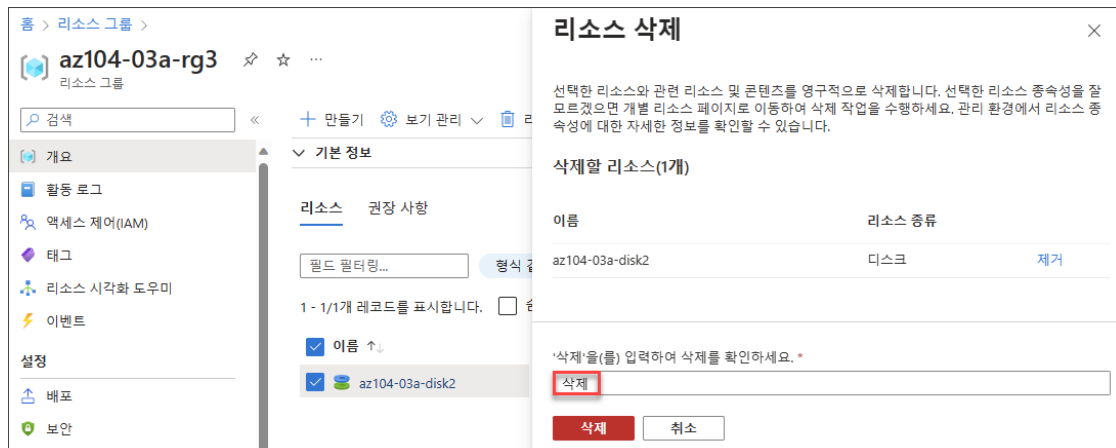 홈 > 리소스 그룹 >
az104-03a-rg3
리소스 그룹
검색
개요
활동 로그
액세스 제어(IAM)
태그
리소스 시각화 도우미
이벤트
설정
배포
보안
만들기 보기 관리
기본 정보
리소스 권장 사항
필드 필터링... 형식
1 - 1/1개 레코드를 표시합니다.
이름
az104-03a-disk2
리소스 삭제
선택한 리소스와 관련 리소스 및 콘텐츠를 영구적으로 삭제합니다. 선택한 리소스 종속성을 잘
모르겠으면 개별 리소스 페이지로 이동하여 삭제 작업을 수행하세요. 관리 환경에서 리소스 종
속성에 대한 자세한 정보를 확인할 수 있습니다.
삭제할 리소스(1개)
이름 리소스 종류
az104-03a-disk2 디스크 제거
'삭제'을(를) 입력하여 삭제를 확인하세요. *
삭제
삭제 취소